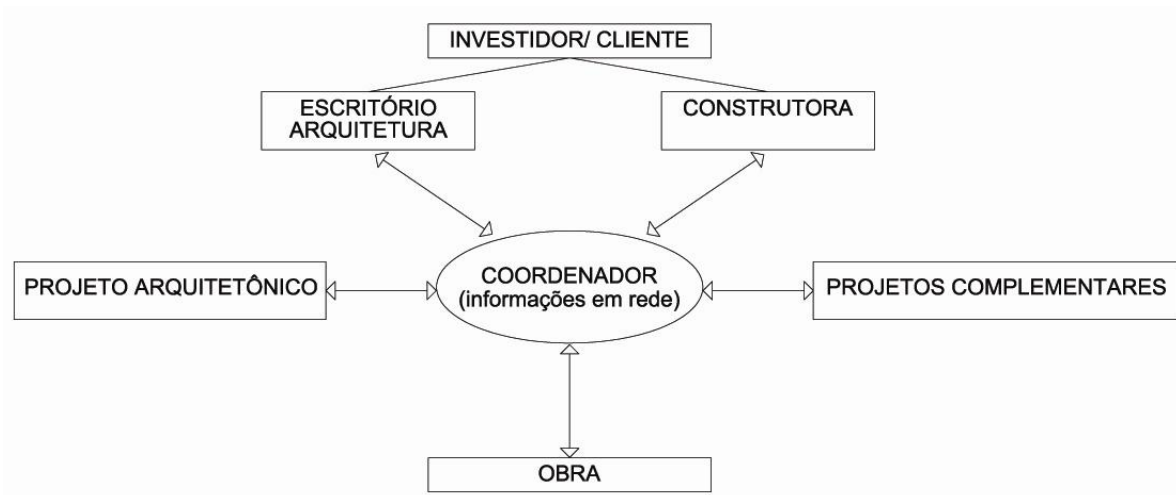 INVESTIDOR/ CLIENTE
ESCRITÓRIO
ARQUITETURA
CONSTRUTORA
COORDENADOR
(informações em rede)
PROJETO ARQUITETÔNICO
PROJETOS COMPLEMENTARES
OBRA